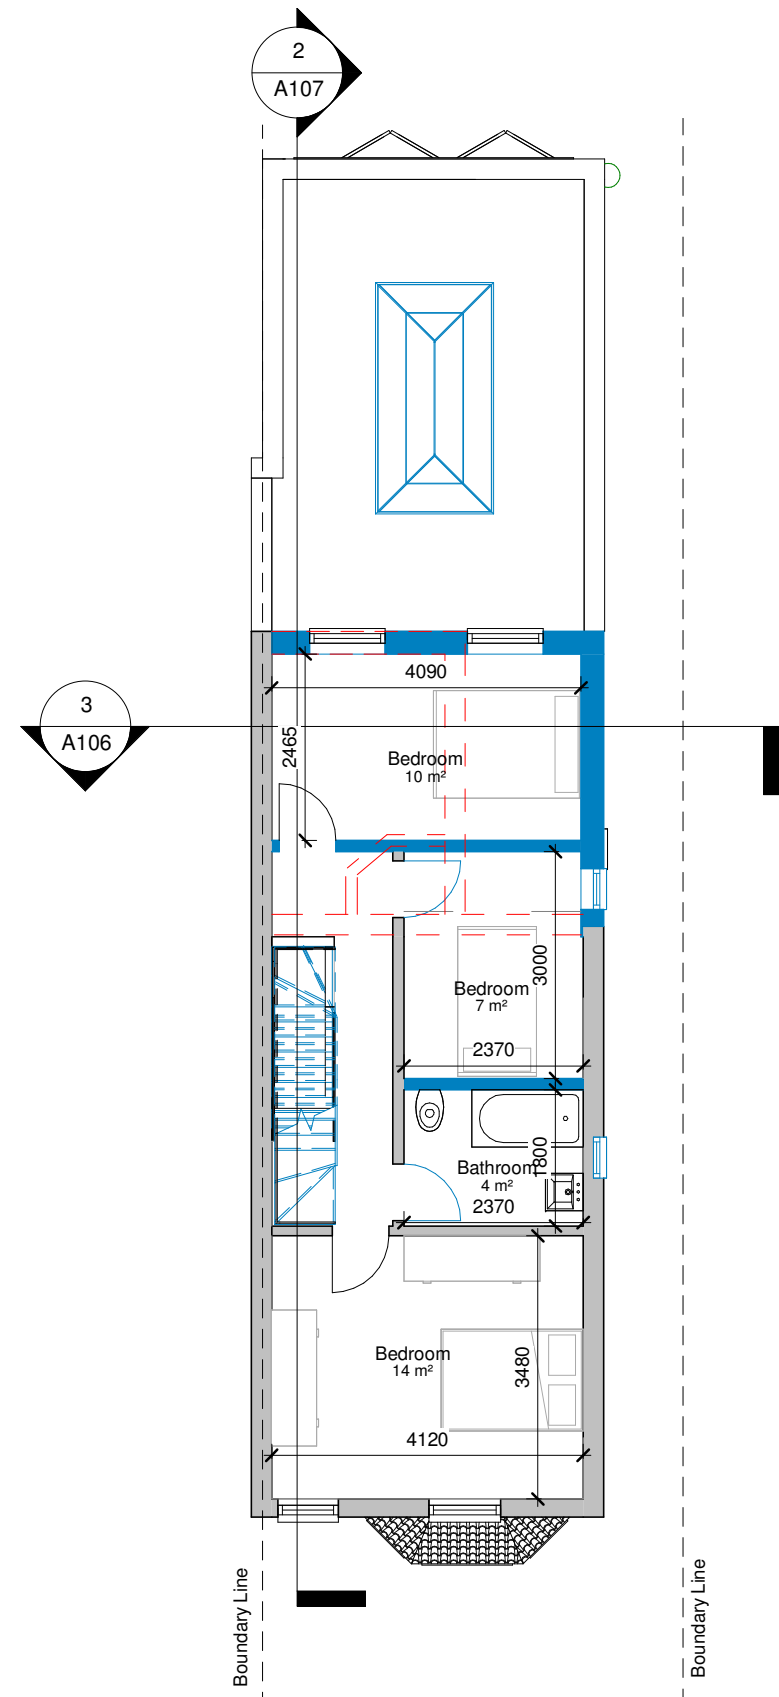 2
A107
4090
3
A106
2465
Bedroom
10 m²
3000
Bedroom
7 m²
2370
1800
Bathroom
4 m²
2370
Bedroom
14 m²
3480
4120
Boundary Line
Boundary Line